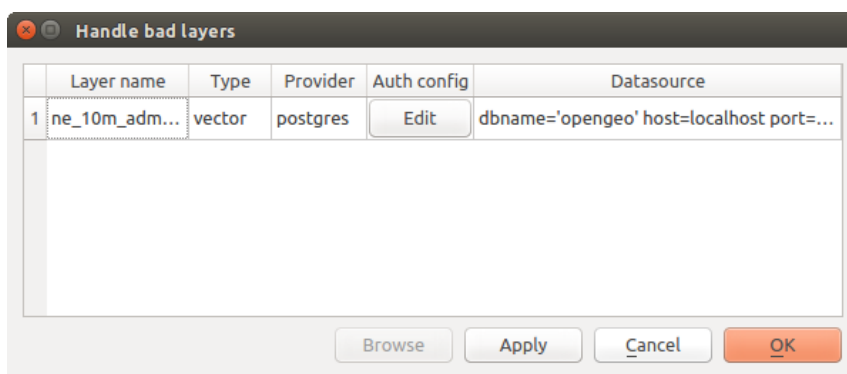 Handle bad layers
Layer name Type Provider Auth config Datasource
1 ne_10m_adm... vector postgres Edit dbname='opengeo' host=localhost port=...
Browse Apply Cancel OK